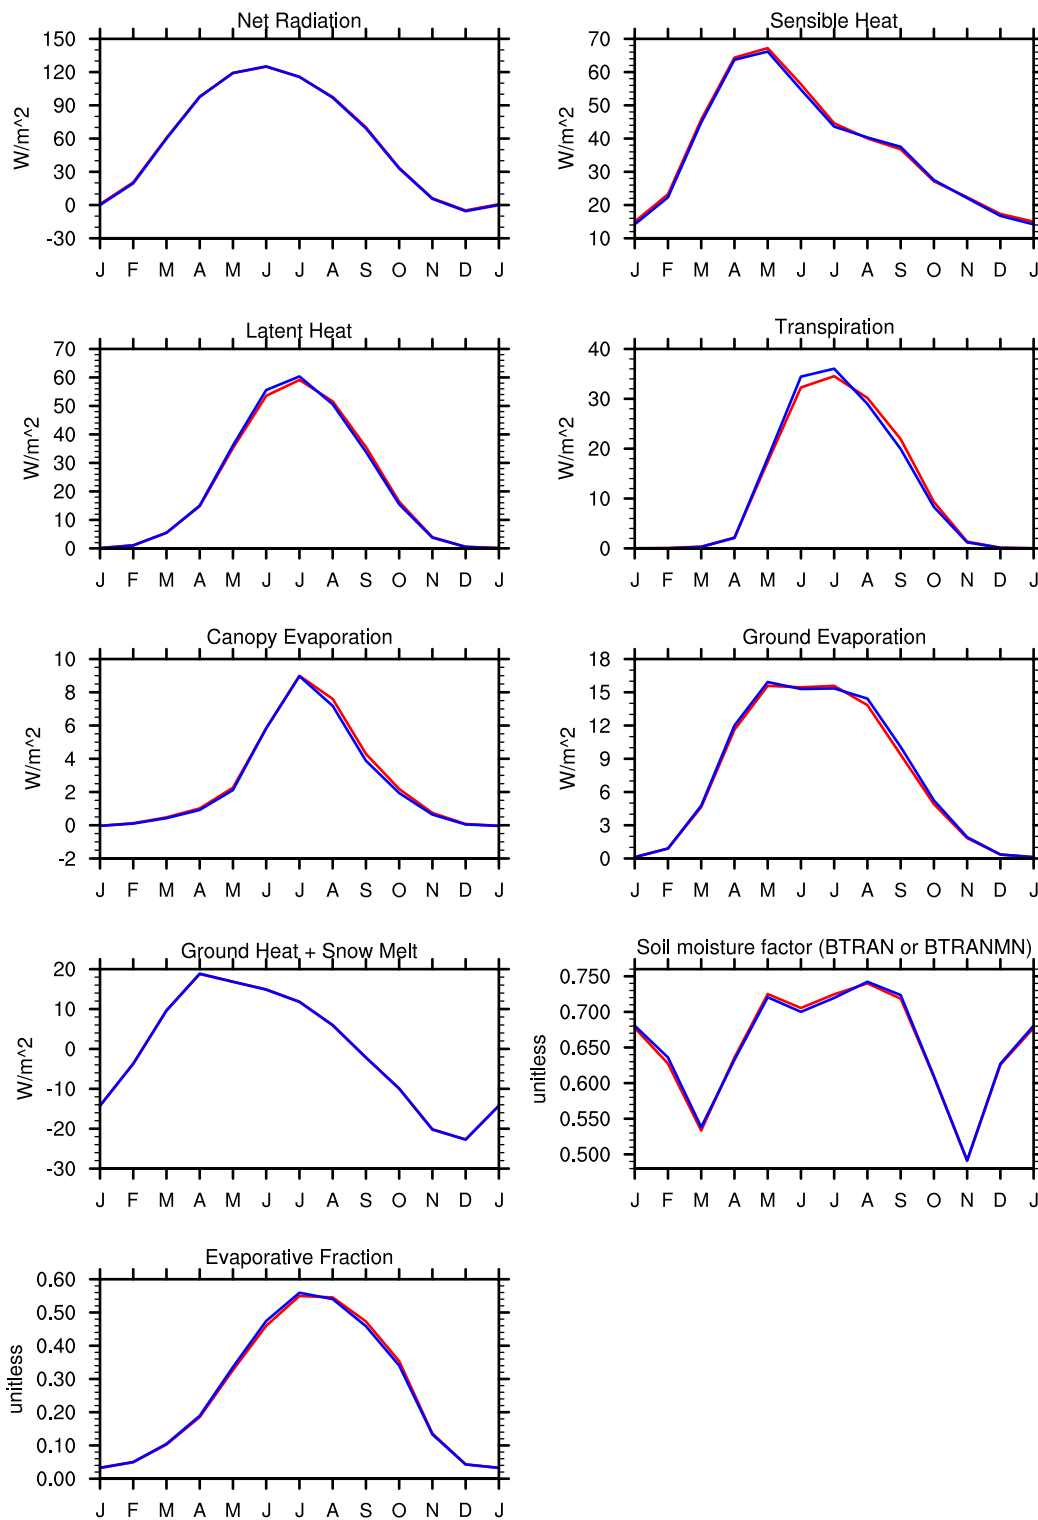 Net Radiation
150
120
90
60
30
0
-30
W/m^2
J F M A M J J A S O N D J
Sensible Heat
70
60
50
40
30
20
10
W/m^2
J F M A M J J A S O N D J
Latent Heat
70
60
50
40
30
20
10
0
W/m^2
J F M A M J J A S O N D J
Transpiration
40
30
20
10
0
W/m^2
J F M A M J J A S O N D J
Canopy Evaporation
10
8
6
4
2
0
-2
W/m^2
J F M A M J J A S O N D J
Ground Evaporation
18
15
12
9
6
3
0
W/m^2
J F M A M J J A S O N D J
Ground Heat + Snow Melt
20
10
0
-10
-20
-30
W/m^2
J F M A M J J A S O N D J
Soil moisture factor (BTRAN or BTRANMN)
0.750
0.700
0.650
0.600
0.550
0.500
unitless
J F M A M J J A S O N D J
Evaporative Fraction
0.60
0.50
0.40
0.30
0.20
0.10
0.00
unitless
J F M A M J J A S O N D J